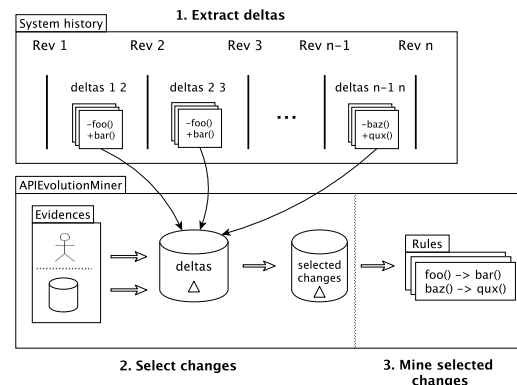 1. Extract deltas
System history
Rev 1 Rev 2 Rev 3 Rev n-1 Rev n
deltas 1 2 deltas 2 3 deltas n-1 n
-foo() -foo() ... -baz()
+bar() +bar() +qux()
APIEvolutionMiner
Evidences
Rules
deltas
selected
changes
foo() -> bar()
baz() -> qux()
2. Select changes
3. Mine selected
changes